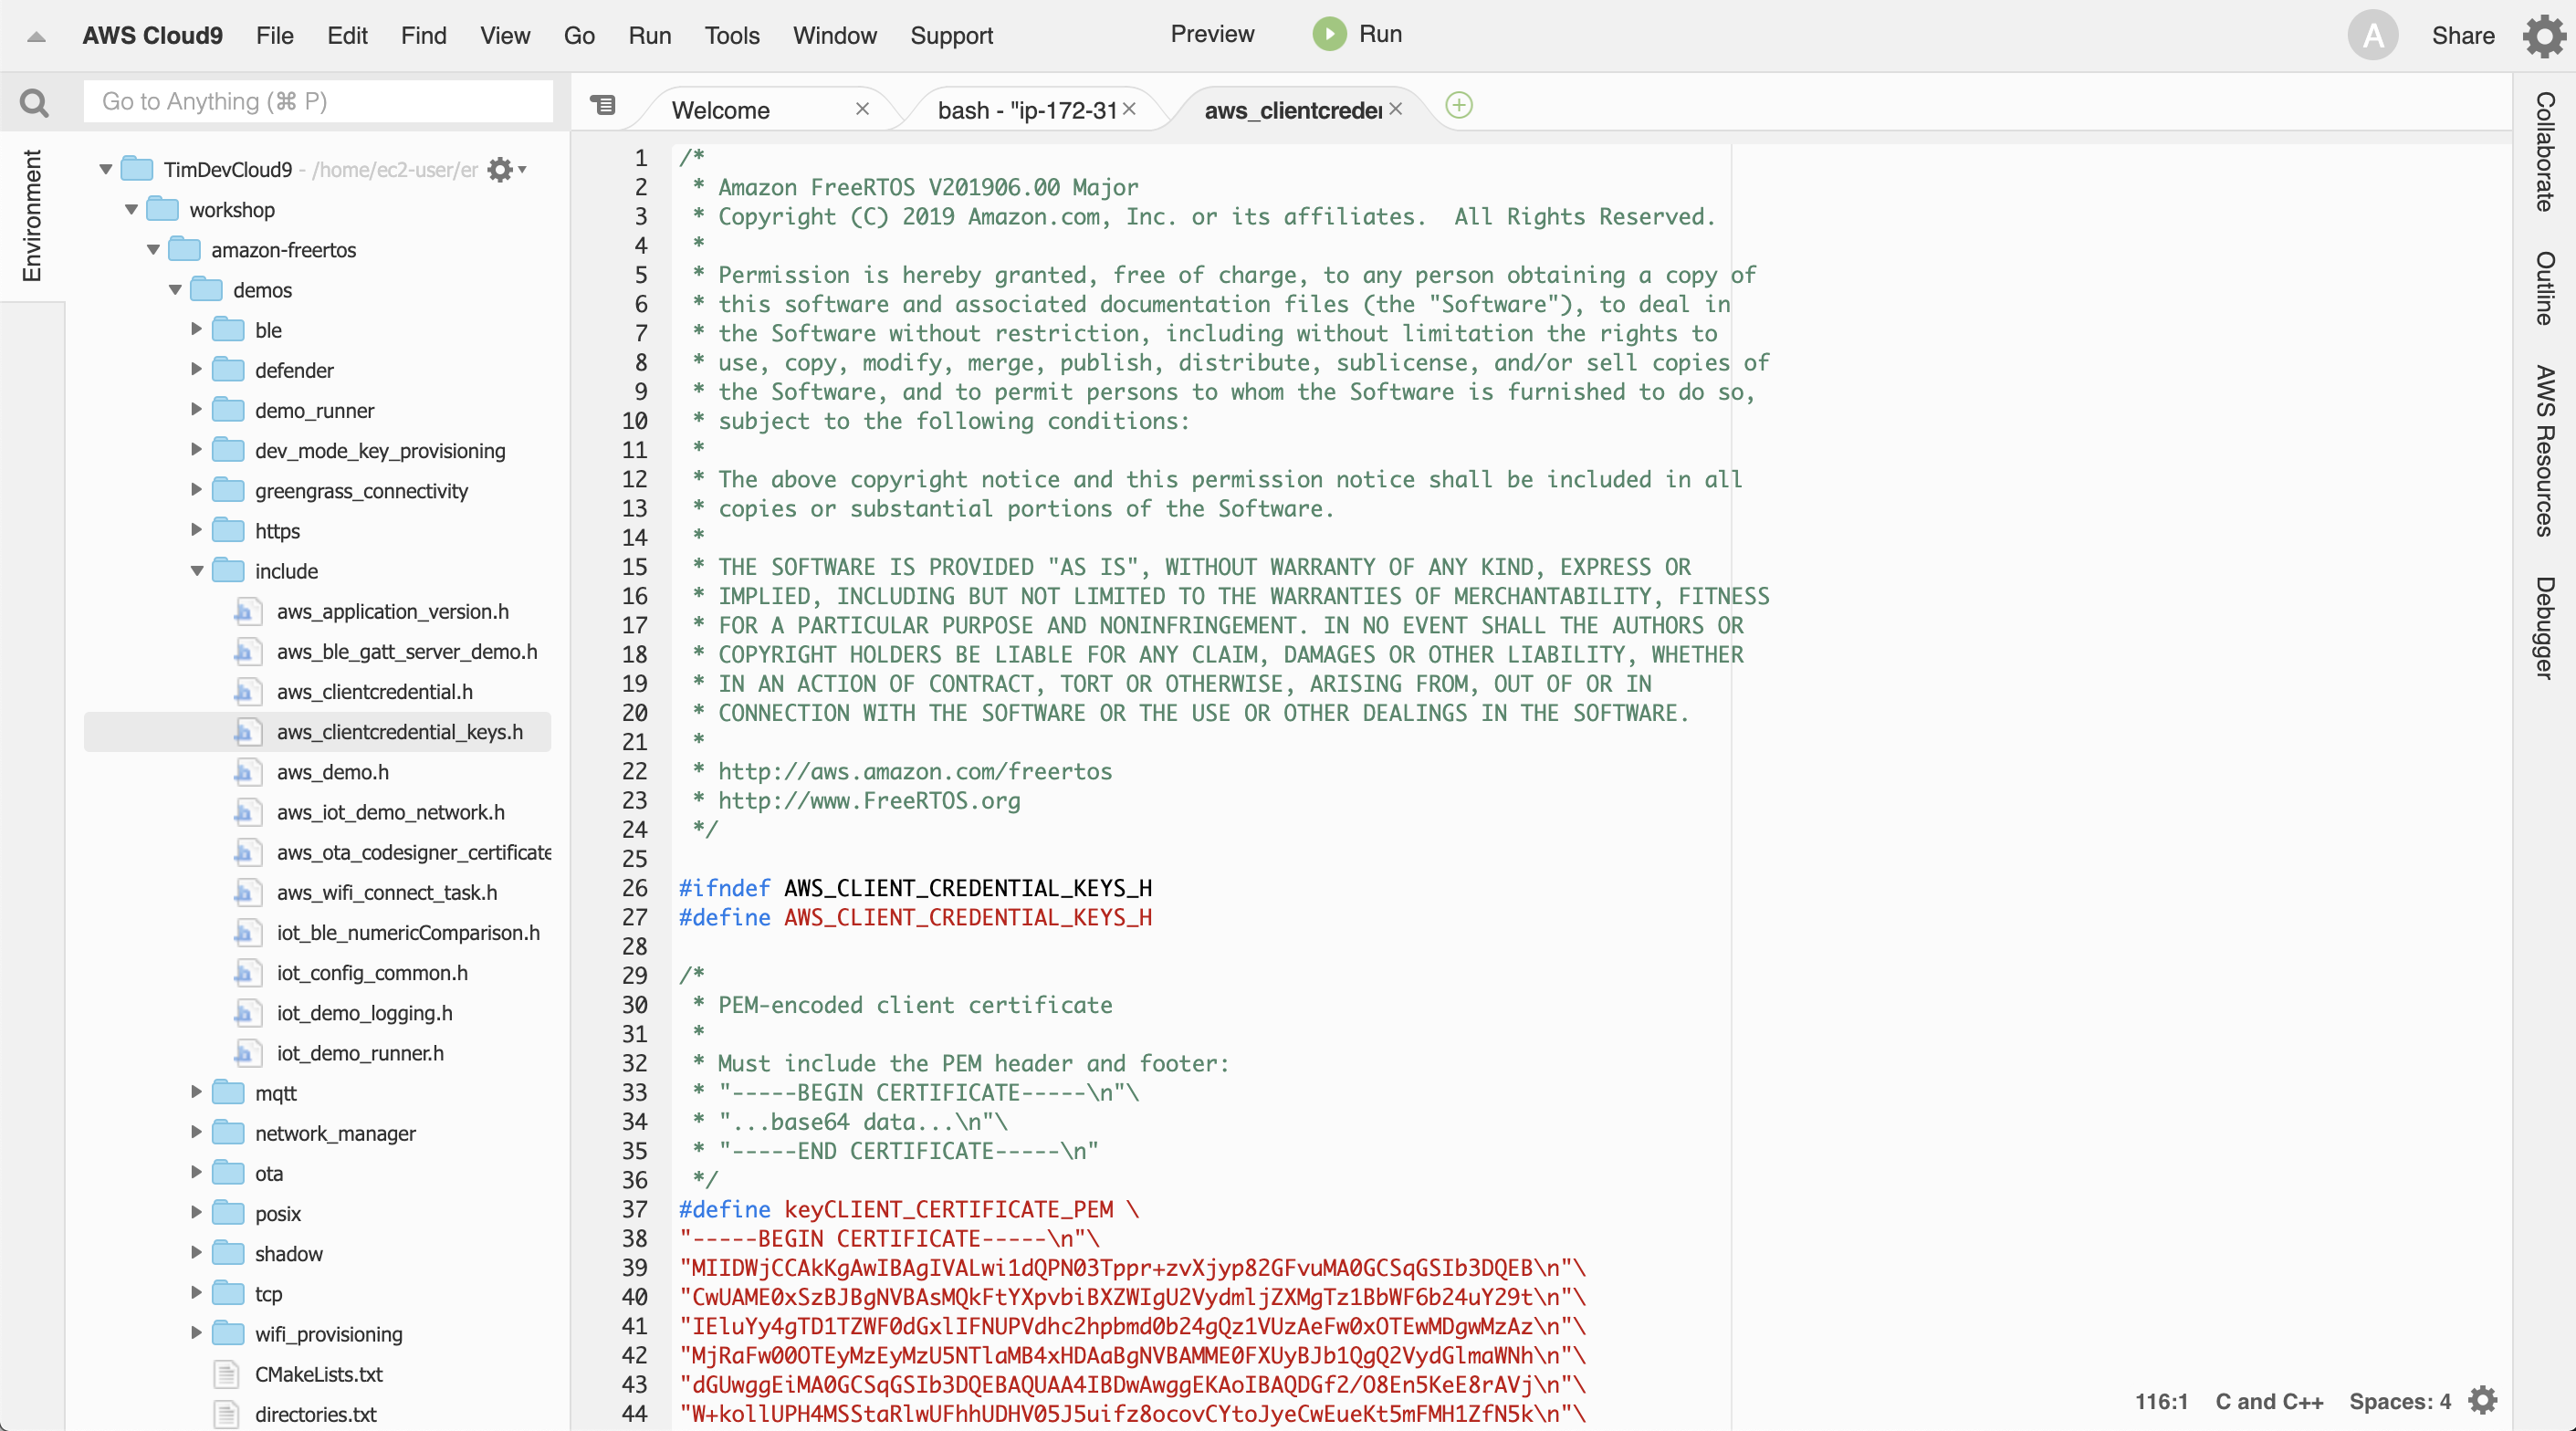 AWS Cloud9 File Edit Find View Go Run Tools Window Support Preview Run A Share
Go to Anything (⌘ P)
Welcome
bash - "ip-172-31
aws_clientcreder
Environment
TimDevCloud9 - /home/ec2-user/er
workshop
amazon-freertos
demos
ble
defender
demo_runner
dev_mode_key_provisioning
greengrass_connectivity
https
include
aws_application_version.h
aws_ble_gatt_server_demo.h
aws_clientcredential.h
aws_clientcredential_keys.h
aws_demo.h
aws_iot_demo_network.h
aws_ota_codesigner_certificate
aws_wifi_connect_task.h
iot_ble_numericComparison.h
iot_config_common.h
iot_demo_logging.h
iot_demo_runner.h
mqtt
network_manager
ota
posix
shadow
tcp
wifi_provisioning
CMakeLists.txt
directories.txt
1 /*
2 * Amazon FreeRTOS V201906.00 Major
3 * Copyright (C) 2019 Amazon.com, Inc. or its affiliates.  All Rights Reserved.
4 *
5 * Permission is hereby granted, free of charge, to any person obtaining a copy of
6 * this software and associated documentation files (the "Software"), to deal in
7 * the Software without restriction, including without limitation the rights to
8 * use, copy, modify, merge, publish, distribute, sublicense, and/or sell copies of
9 * the Software, and to permit persons to whom the Software is furnished to do so,
10 * subject to the following conditions:
11 *
12 * The above copyright notice and this permission notice shall be included in all
13 * copies or substantial portions of the Software.
14 *
15 * THE SOFTWARE IS PROVIDED "AS IS", WITHOUT WARRANTY OF ANY KIND, EXPRESS OR
16 * IMPLIED, INCLUDING BUT NOT LIMITED TO THE WARRANTIES OF MERCHANTABILITY, FITNESS
17 * FOR A PARTICULAR PURPOSE AND NONINFRINGEMENT. IN NO EVENT SHALL THE AUTHORS OR
18 * COPYRIGHT HOLDERS BE LIABLE FOR ANY CLAIM, DAMAGES OR OTHER LIABILITY, WHETHER
19 * IN AN ACTION OF CONTRACT, TORT OR OTHERWISE, ARISING FROM, OUT OF OR IN
20 * CONNECTION WITH THE SOFTWARE OR THE USE OR OTHER DEALINGS IN THE SOFTWARE.
21 *
22 * http://aws.amazon.com/freertos
23 * http://www.FreeRTOS.org
24 */
25
26 #ifndef AWS_CLIENT_CREDENTIAL_KEYS_H
27 #define AWS_CLIENT_CREDENTIAL_KEYS_H
28
29 /*
30 * PEM-encoded client certificate
31 *
32 * Must include the PEM header and footer:
33 * "-----BEGIN CERTIFICATE-----\n"\
34 * "...base64 data...\n"\
35 * "-----END CERTIFICATE-----\n"
36 */
37 #define keyCLIENT_CERTIFICATE_PEM \
38 "-----BEGIN CERTIFICATE-----\n"\
39 "MIIDWjCCAkKgAwIBAgIVALwi1dQPN03Tppr+zvXjyp82GFvuMA0GCSqGSIb3DQEB\n"\
40 "CwUAME0xSzBJBgNVBAsMQkFtYXpvbiBXZWIgU2VydmljZXMgTz1BbWF6b24uY29t\n"\
41 "IEluYy4gTD1TZWF0dGxlIFNUPVdhc2hpbmd0b24gQz1VUzAeFw0xOTEwMDgwMzAz\n"\
42 "MjRaFw00OTEyMzEyMzU5NTlaMB4xHDAaBgNVBAMME0FXUyBJb1QgQ2VydGlmaWNh\n"\
43 "dGUwggEiMA0GCSqGSIb3DQEBAQUAA4IBDwAwggEKAoIBAQDGf2/O8En5KeE8rAVj\n"\
44 "W+kollUPH4MSStaRlwUFhhUDHV05J5uifz8ocovCYtoJyeCwEueKt5mFMH1ZfN5k\n"\
116:1 C and C++ Spaces: 4
Collaborate
Outline
AWS Resources
Debugger